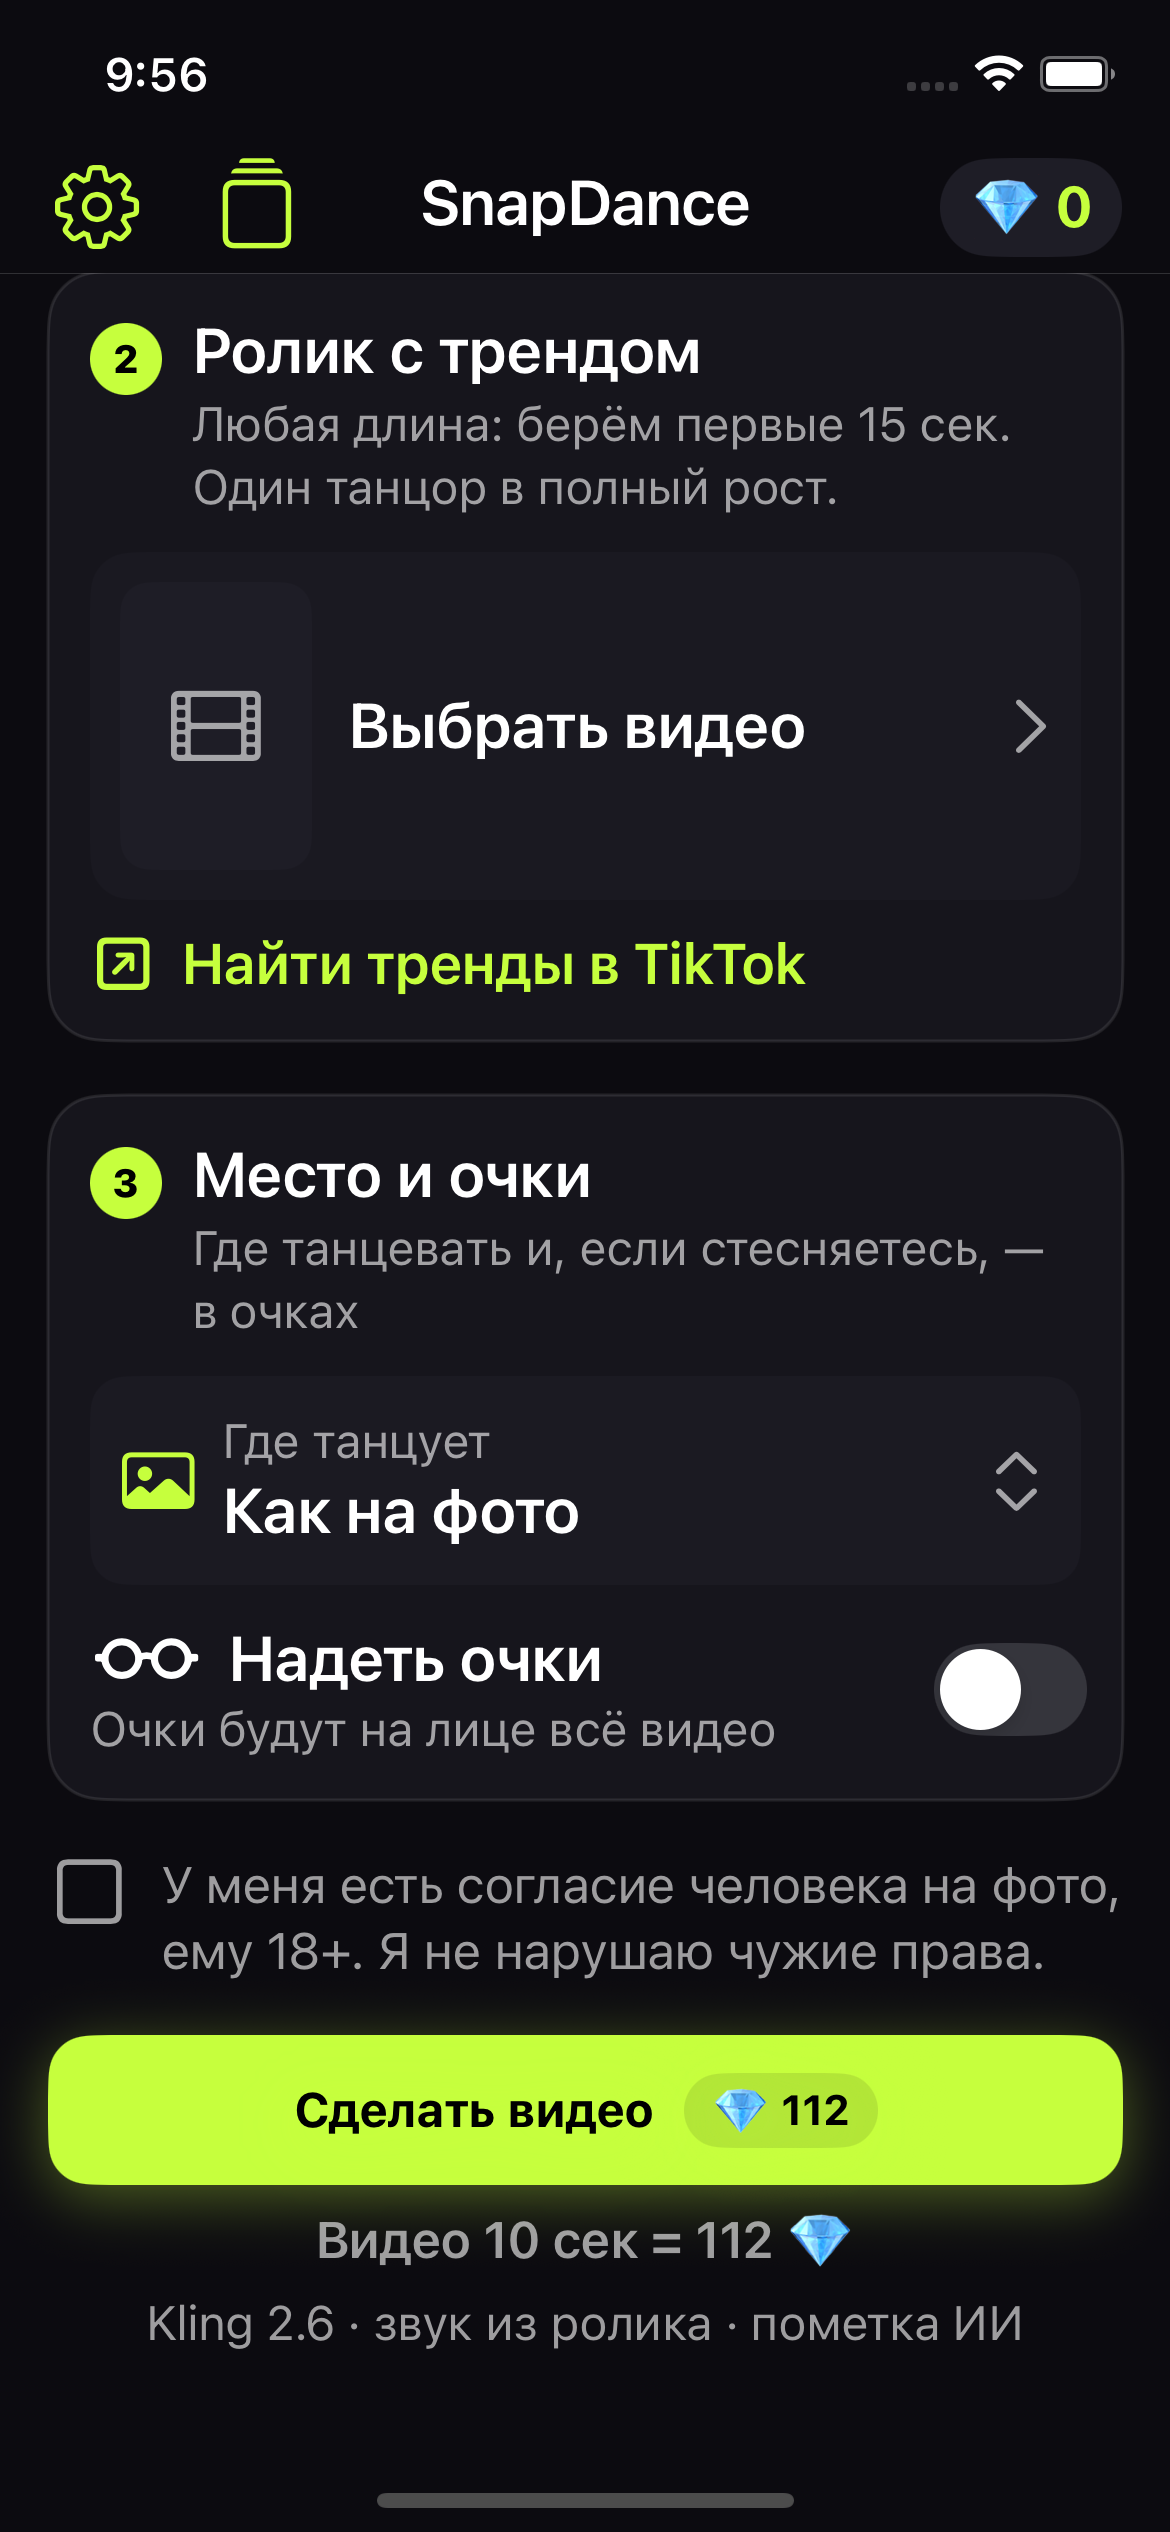 9:56
SnapDance
💎 0
2
Ролик с трендом
Любая длина: берём первые 15 сек.
Один танцор в полный рост.
Выбрать видео
Найти тренды в TikTok
3
Место и очки
Где танцевать и, если стесняетесь, —
в очках
Где танцует
Как на фото
Надеть очки
Очки будут на лице всё видео
У меня есть согласие человека на фото,
ему 18+. Я не нарушаю чужие права.
Сделать видео 💎 112
Видео 10 сек = 112 💎
Kling 2.6 · звук из ролика · пометка ИИ